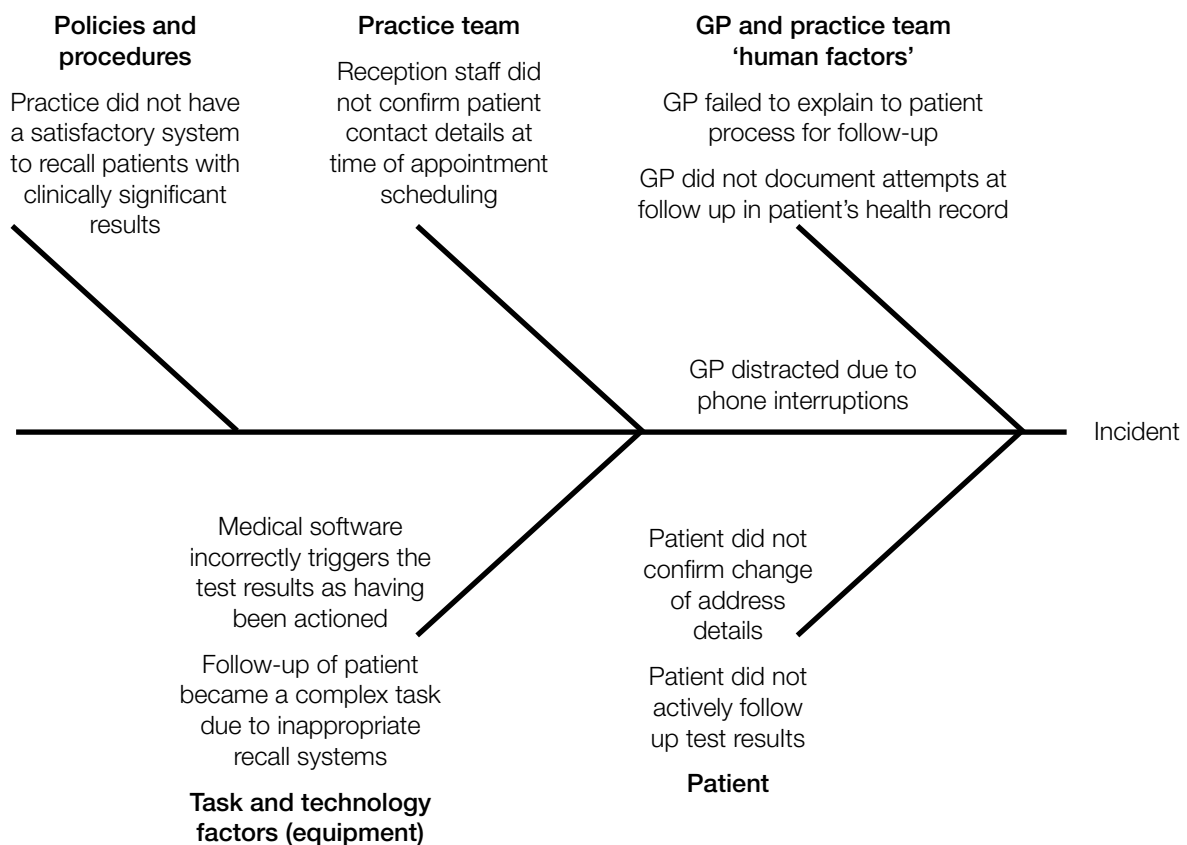 Policies and
procedures
Practice did not have
a satisfactory system
to recall patients with
clinically significant
results
Practice team
Reception staff did
not confirm patient
contact details at
time of appointment
scheduling
GP and practice team
‘human factors’
GP failed to explain to patient
process for follow-up
GP did not document attempts at
follow up in patient’s health record
GP distracted due to
phone interruptions
Incident
Medical software
incorrectly triggers the
test results as having
been actioned
Follow-up of patient
became a complex task
due to inappropriate
recall systems
Task and technology
factors (equipment)
Patient did not
confirm change
of address
details
Patient did not
actively follow
up test results
Patient